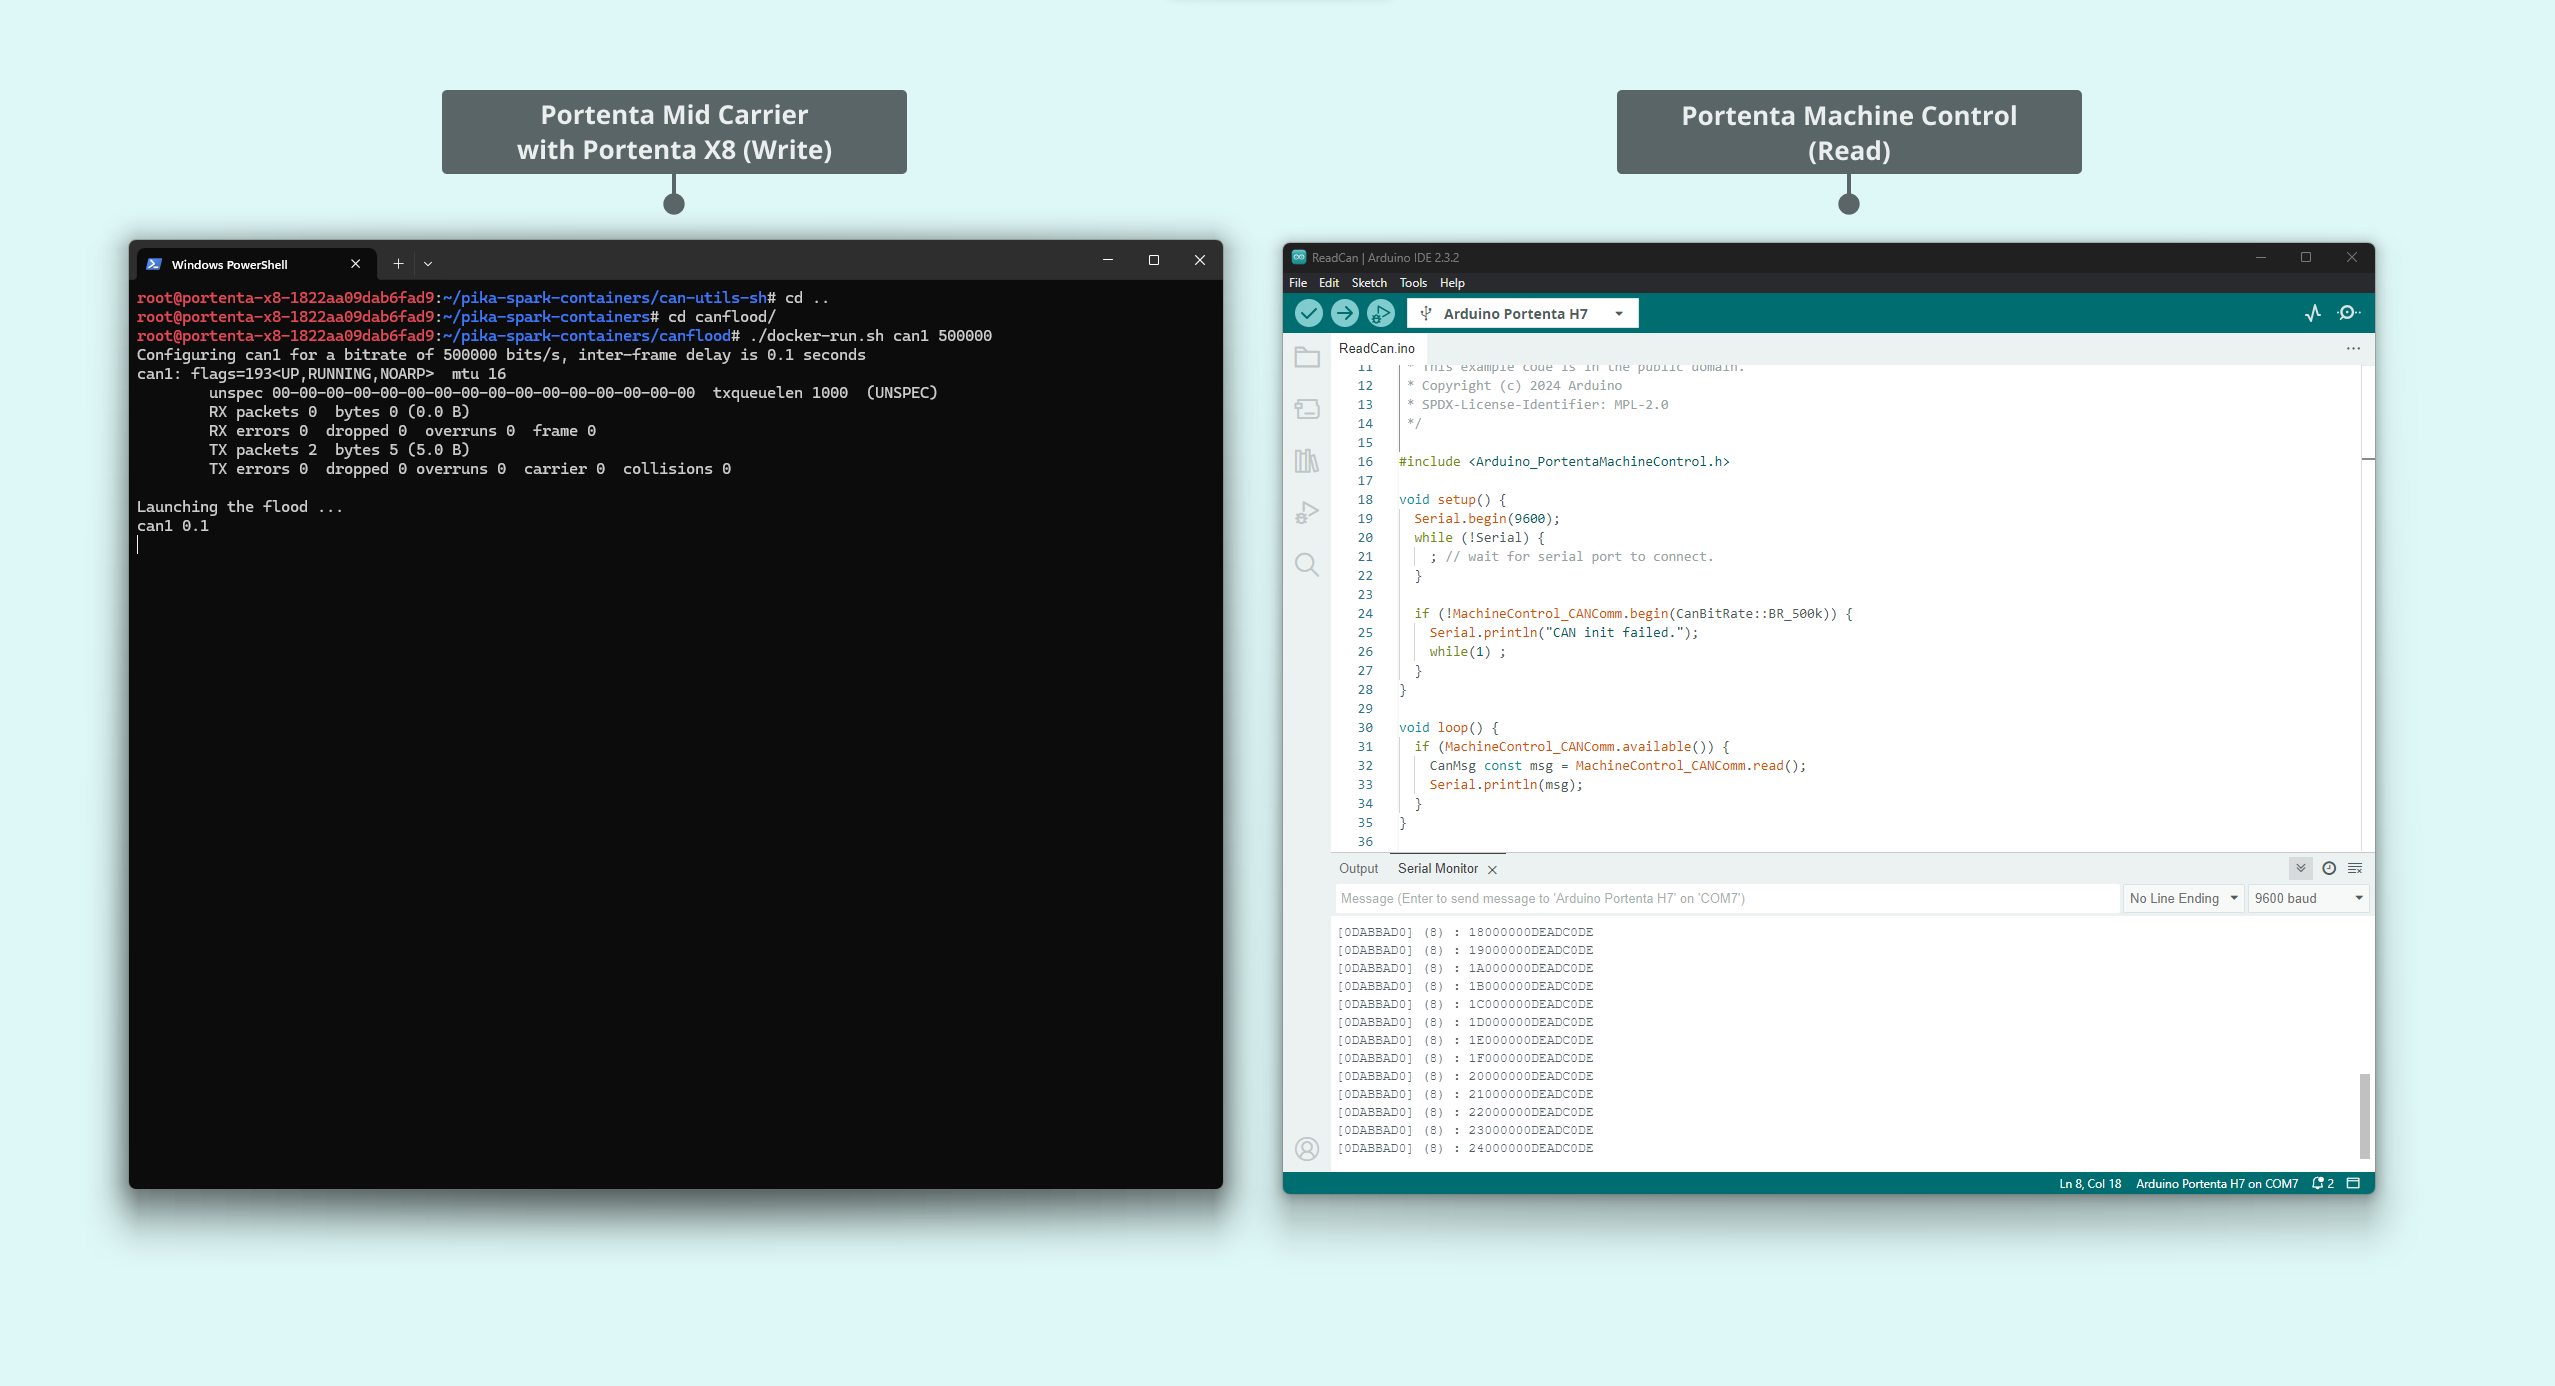 Portenta Mid Carrier
with Portenta X8 (Write)
Portenta Machine Control
(Read)
Windows PowerShell
root@portenta-x8-1822aa09dab6fad9:~/pika-spark-containers/can-utils-sh# cd ..
root@portenta-x8-1822aa09dab6fad9:~/pika-spark-containers# cd canflood/
root@portenta-x8-1822aa09dab6fad9:~/pika-spark-containers/canflood# ./docker-run.sh can1 500000
Configuring can1 for a bitrate of 500000 bits/s, inter-frame delay is 0.1 seconds
can1: flags=193<UP,RUNNING,NOARP>  mtu 16
        unspec 00-00-00-00-00-00-00-00-00-00-00-00-00-00-00-00  txqueuelen 1000  (UNSPEC)
        RX packets 0  bytes 0 (0.0 B)
        RX errors 0  dropped 0  overruns 0  frame 0
        TX packets 2  bytes 5 (5.0 B)
        TX errors 0  dropped 0 overruns 0  carrier 0  collisions 0
Launching the flood ...
can1 0.1
ReadCan | Arduino IDE 2.3.2
File Edit Sketch Tools Help
Arduino Portenta H7
ReadCan.ino
11 * This example code is in the public domain.
12 * Copyright (c) 2024 Arduino
13 * SPDX-License-Identifier: MPL-2.0
14 */
15
16 #include <Arduino_PortentaMachineControl.h>
17
18 void setup() {
19   Serial.begin(9600);
20   while (!Serial) {
21     ; // wait for serial port to connect.
22   }
23
24   if (!MachineControl_CANComm.begin(CanBitRate::BR_500k)) {
25     Serial.println("CAN init failed.");
26     while(1) ;
27   }
28 }
29
30 void loop() {
31   if (MachineControl_CANComm.available()) {
32     CanMsg const msg = MachineControl_CANComm.read();
33     Serial.println(msg);
34   }
35 }
36
Output Serial Monitor
Message (Enter to send message to 'Arduino Portenta H7' on 'COM7') No Line Ending 9600 baud
[0DABBAD0] (8) : 18000000DEADC0DE
[0DABBAD0] (8) : 19000000DEADC0DE
[0DABBAD0] (8) : 1A000000DEADC0DE
[0DABBAD0] (8) : 1B000000DEADC0DE
[0DABBAD0] (8) : 1C000000DEADC0DE
[0DABBAD0] (8) : 1D000000DEADC0DE
[0DABBAD0] (8) : 1E000000DEADC0DE
[0DABBAD0] (8) : 1F000000DEADC0DE
[0DABBAD0] (8) : 20000000DEADC0DE
[0DABBAD0] (8) : 21000000DEADC0DE
[0DABBAD0] (8) : 22000000DEADC0DE
[0DABBAD0] (8) : 23000000DEADC0DE
[0DABBAD0] (8) : 24000000DEADC0DE
Ln 8, Col 18 Arduino Portenta H7 on COM7 2